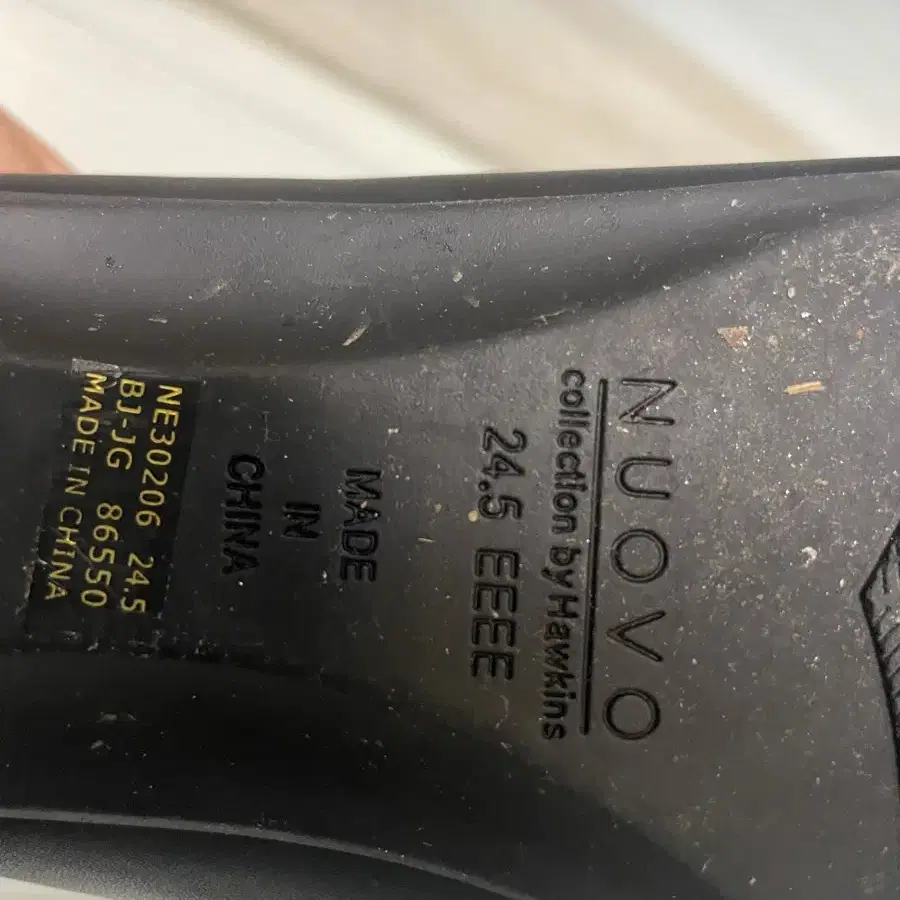 NUOVO
collection by Hawkins
24.5 EEEE
MADE
IN
CHINA
NE30206 24.5
BJ-JG 86550
MADE IN CHINA